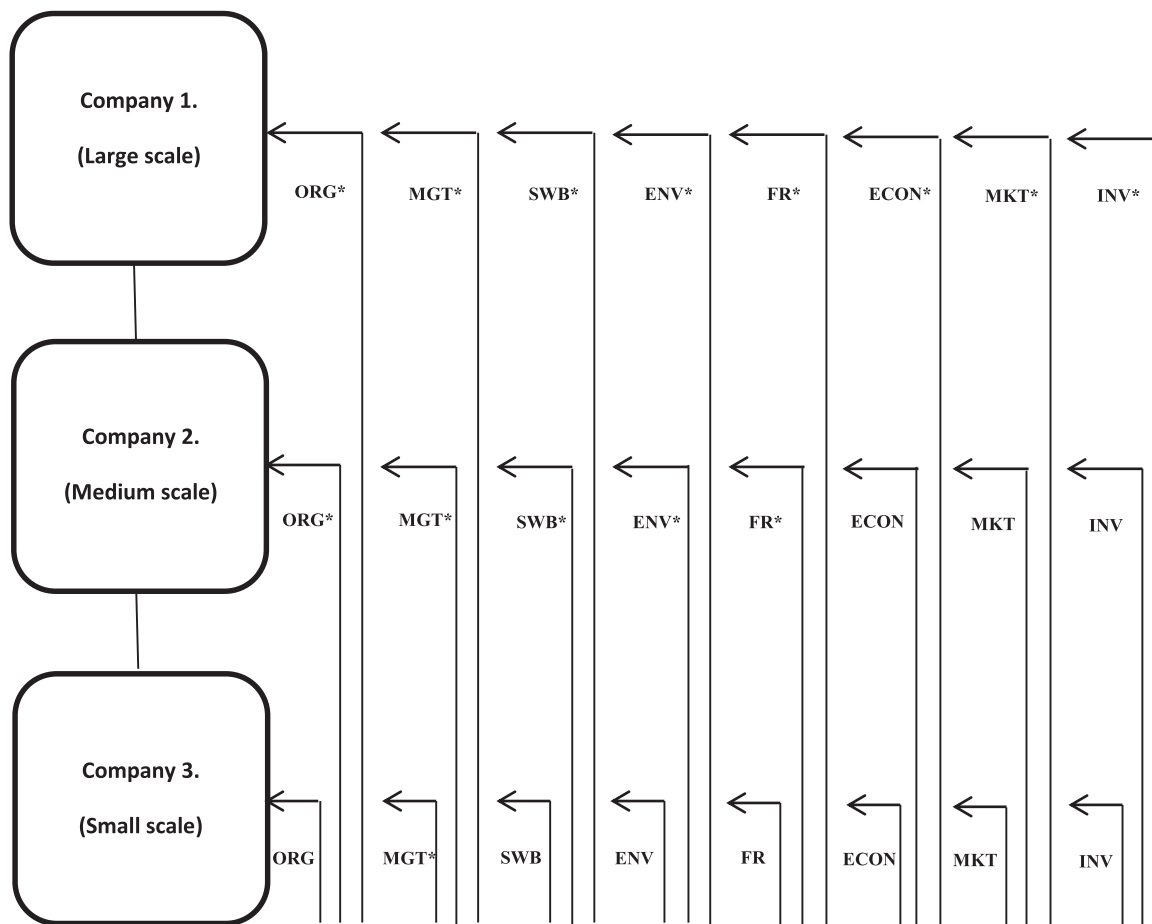 Company 1.
(Large scale)
ORG* MGT* SWB* ENV* FR* ECON* MKT* INV*
Company 2.
(Medium scale)
ORG* MGT* SWB* ENV* FR* ECON MKT INV
Company 3.
(Small scale)
ORG MGT* SWB ENV FR ECON MKT INV